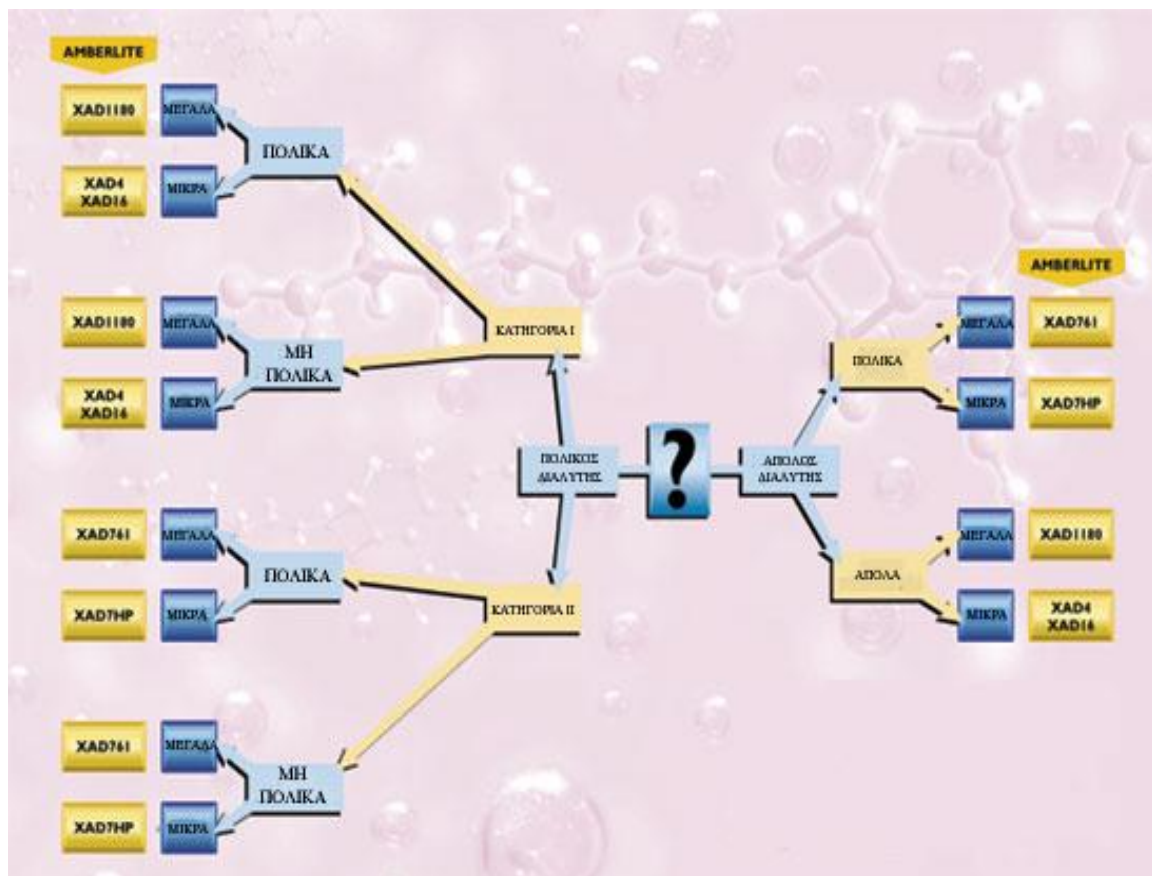 AMBERLITE
XAD1180
ΜΕΓΑΛΑ
ΠΟΛΙΚΑ
XAD4
XAD16
ΜΙΚΡΑ
XAD1180
ΜΕΓΑΛΑ
ΜΗ
ΠΟΛΙΚΑ
XAD4
XAD16
ΜΙΚΡΑ
ΚΑΤΗΓΟΡΙΑ Ι
ΠΟΛΙΚΟΣ
ΔΙΑΛΥΤΗΣ
?
ΑΠΟΛΟΣ
ΔΙΑΛΥΤΗΣ
XAD761
ΜΕΓΑΛΑ
ΠΟΛΙΚΑ
XAD7HP
ΜΙΚΡΑ
ΚΑΤΗΓΟΡΙΑ ΙΙ
XAD761
ΜΕΓΑΛΑ
ΜΗ
ΠΟΛΙΚΑ
XAD7HP
ΜΙΚΡΑ
AMBERLITE
ΠΟΛΙΚΑ
ΜΕΓΑΛΑ
XAD761
ΜΙΚΡΑ
XAD7HP
ΑΠΟΛΑ
ΜΕΓΑΛΑ
XAD1180
ΜΙΚΡΑ
XAD4
XAD16